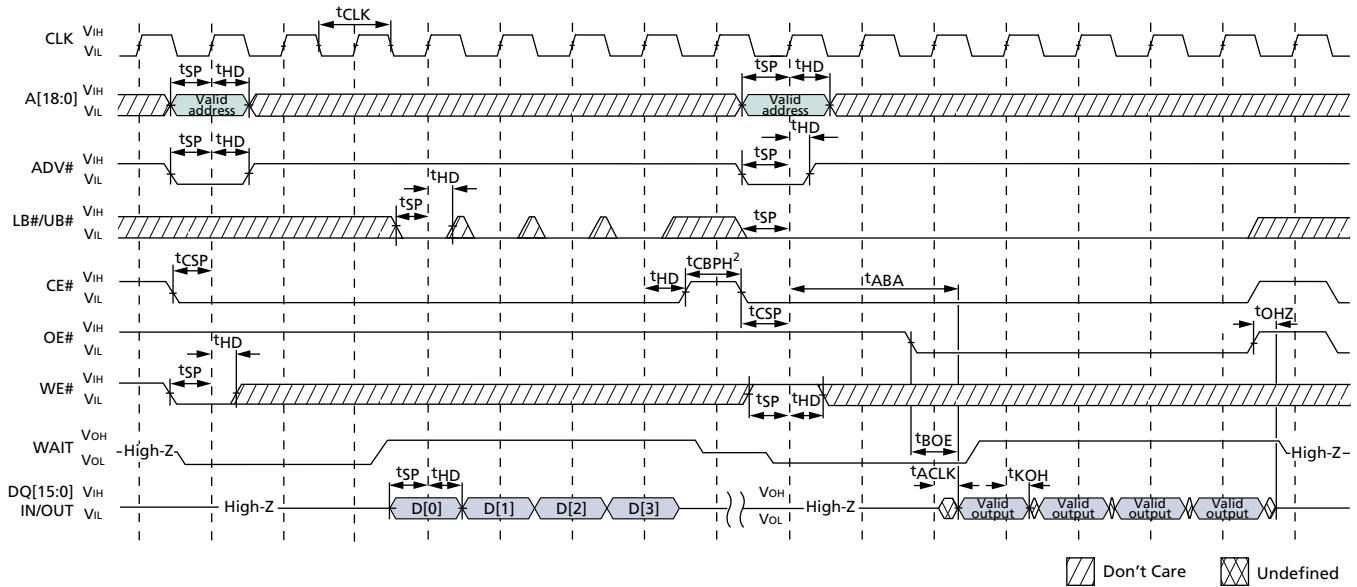 tCLK
CLK VIH
VIL
tSP tHD tSP tHD
A[18:0] VIH
VIL
Valid address Valid address
tHD
tSP tHD tSP
ADV# VIH
VIL
tHD
LB#/UB# VIH
VIL
tSP tSP
tCSP tHD tCBPH2 tABA
CE# VIH
VIL
tCSP tOHZ
OE# VIH
VIL
tHD
tSP
WE# VIH
VIL
tSP tHD
WAIT VOH
VOL
High-Z tBOE High-Z
tSP tHD tACLK tKOH
DQ[15:0] VIH
IN/OUT VIL
High-Z D[0] D[1] D[2] D[3] VOH
VOL
High-Z Valid output Valid output Valid output Valid output
Don't Care Undefined